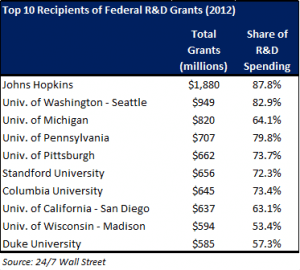 Top 10 Recipients of Federal R&D Grants (2012)
Total Grants (millions) Share of R&D Spending
Johns Hopkins $1,880 87.8%
Univ. of Washington - Seattle $949 82.9%
Univ. of Michigan $820 64.1%
Univ. of Pennsylvania $707 79.8%
Univ. of Pittsburgh $662 73.7%
Standford University $656 72.3%
Columbia University $645 73.4%
Univ. of California - San Diego $637 63.1%
Univ. of Wisconsin - Madison $594 53.4%
Duke University $585 57.3%
Source: 24/7 Wall Street